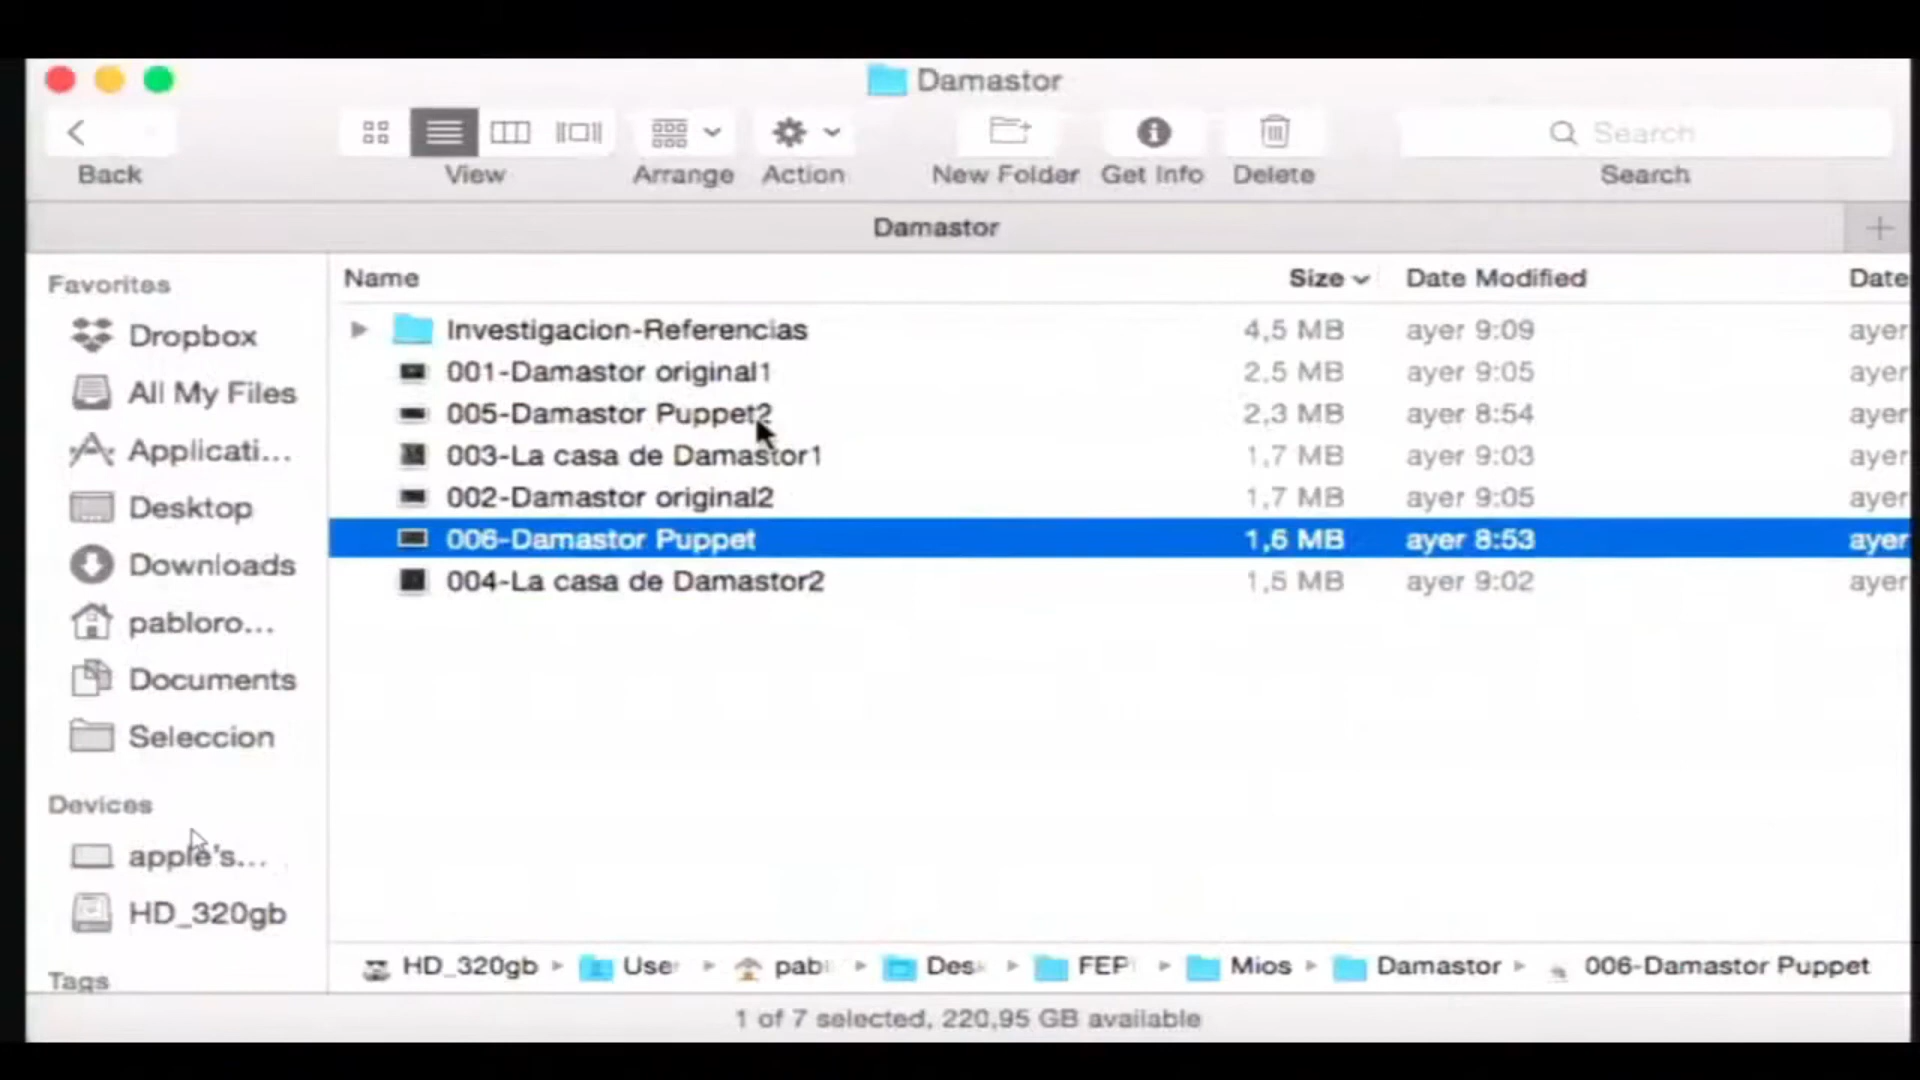 Damastor
Back View Arrange Action New Folder Get Info Delete Search
Search
Damastor
Name Size Date Modified Date
Favorites
Dropbox
All My Files
Applicati...
Desktop
Downloads
pabloro...
Documents
Seleccion
Devices
apple's...
HD_320gb
Tags
Investigacion-Referencias 4,5 MB ayer 9:09 ayer
001-Damastor original1 2,5 MB ayer 9:05 ayer
005-Damastor Puppet2 2,3 MB ayer 8:54 ayer
003-La casa de Damastor1 1,7 MB ayer 9:03 ayer
002-Damastor original2 1,7 MB ayer 9:05 ayer
006-Damastor Puppet 1,6 MB ayer 8:53 ayer
004-La casa de Damastor2 1,5 MB ayer 9:02 ayer
HD_320gb Use pab Des FEP Mios Damastor 006-Damastor Puppet
1 of 7 selected, 220,95 GB available